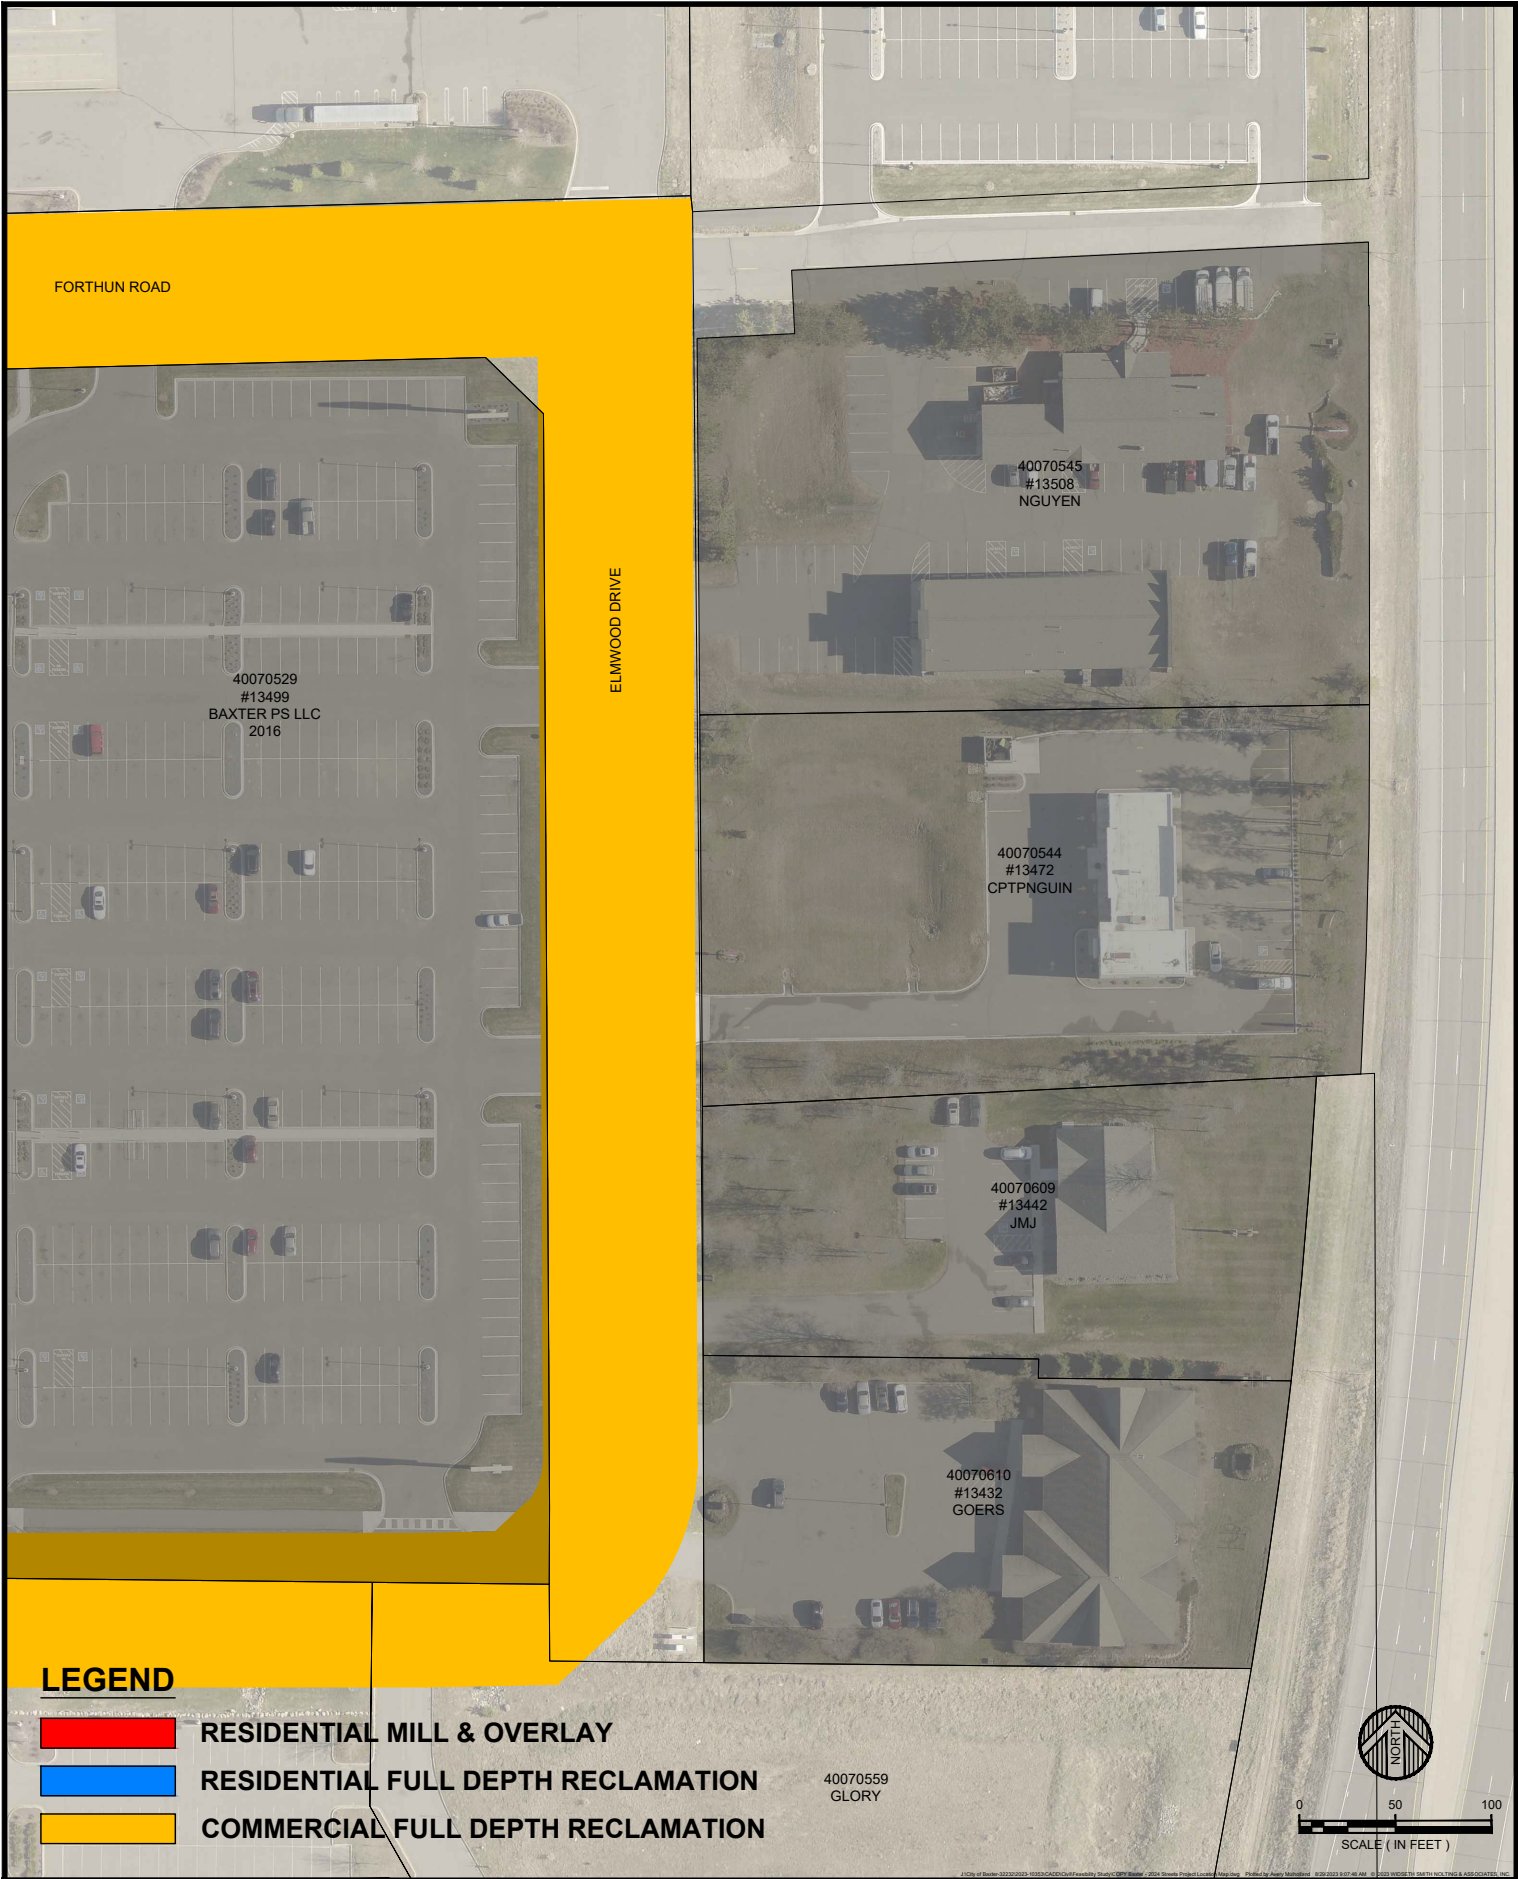 FORTHUN ROAD
ELMWOOD DRIVE
40070545
#13508
NGUYEN
40070529
#13499
BAXTER PS LLC
2016
40070544
#13472
CPTPNGUIN
40070609
#13442
JMJ
40070610
#13432
GOERS
LEGEND
RESIDENTIAL MILL & OVERLAY
RESIDENTIAL FULL DEPTH RECLAMATION
COMMERCIAL FULL DEPTH RECLAMATION
40070559
GLORY
NORTH
0 50 100
SCALE ( IN FEET )